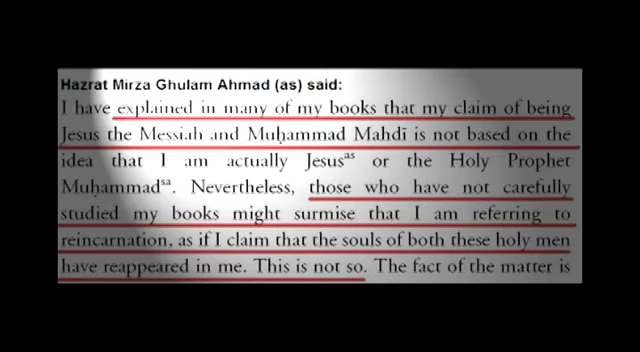 Hazrat Mirza Ghulam Ahmad (as) said:
I have explained in many of my books that my claim of being
Jesus the Messiah and Muḥammad Mahdī is not based on the
idea that I am actually Jesusᵃˢ or the Holy Prophet
Muḥammadˢᵃ. Nevertheless, those who have not carefully
studied my books might surmise that I am referring to
reincarnation, as if I claim that the souls of both these holy men
have reappeared in me. This is not so. The fact of the matter is